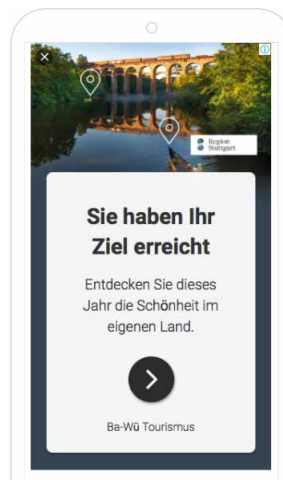 Region
Stuttgart
Sie haben Ihr
Ziel erreicht
Entdecken Sie dieses
Jahr die Schönheit im
eigenen Land.
Ba-Wü Tourismus